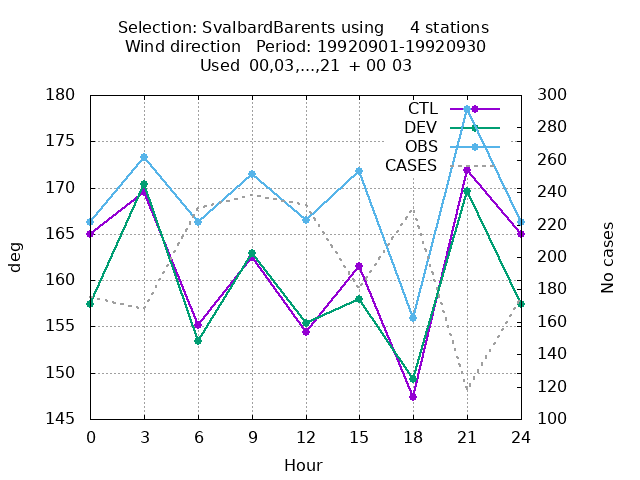 Selection: SvalbardBarents using     4 stations
Wind direction   Period: 19920901-19920930
Used  00,03,...,21  + 00 03
CTL
DEV
OBS
CASES
180
175
170
165
160
155
150
145
deg
300
280
260
240
220
200
180
160
140
120
100
No cases
0 3 6 9 12 15 18 21 24
Hour